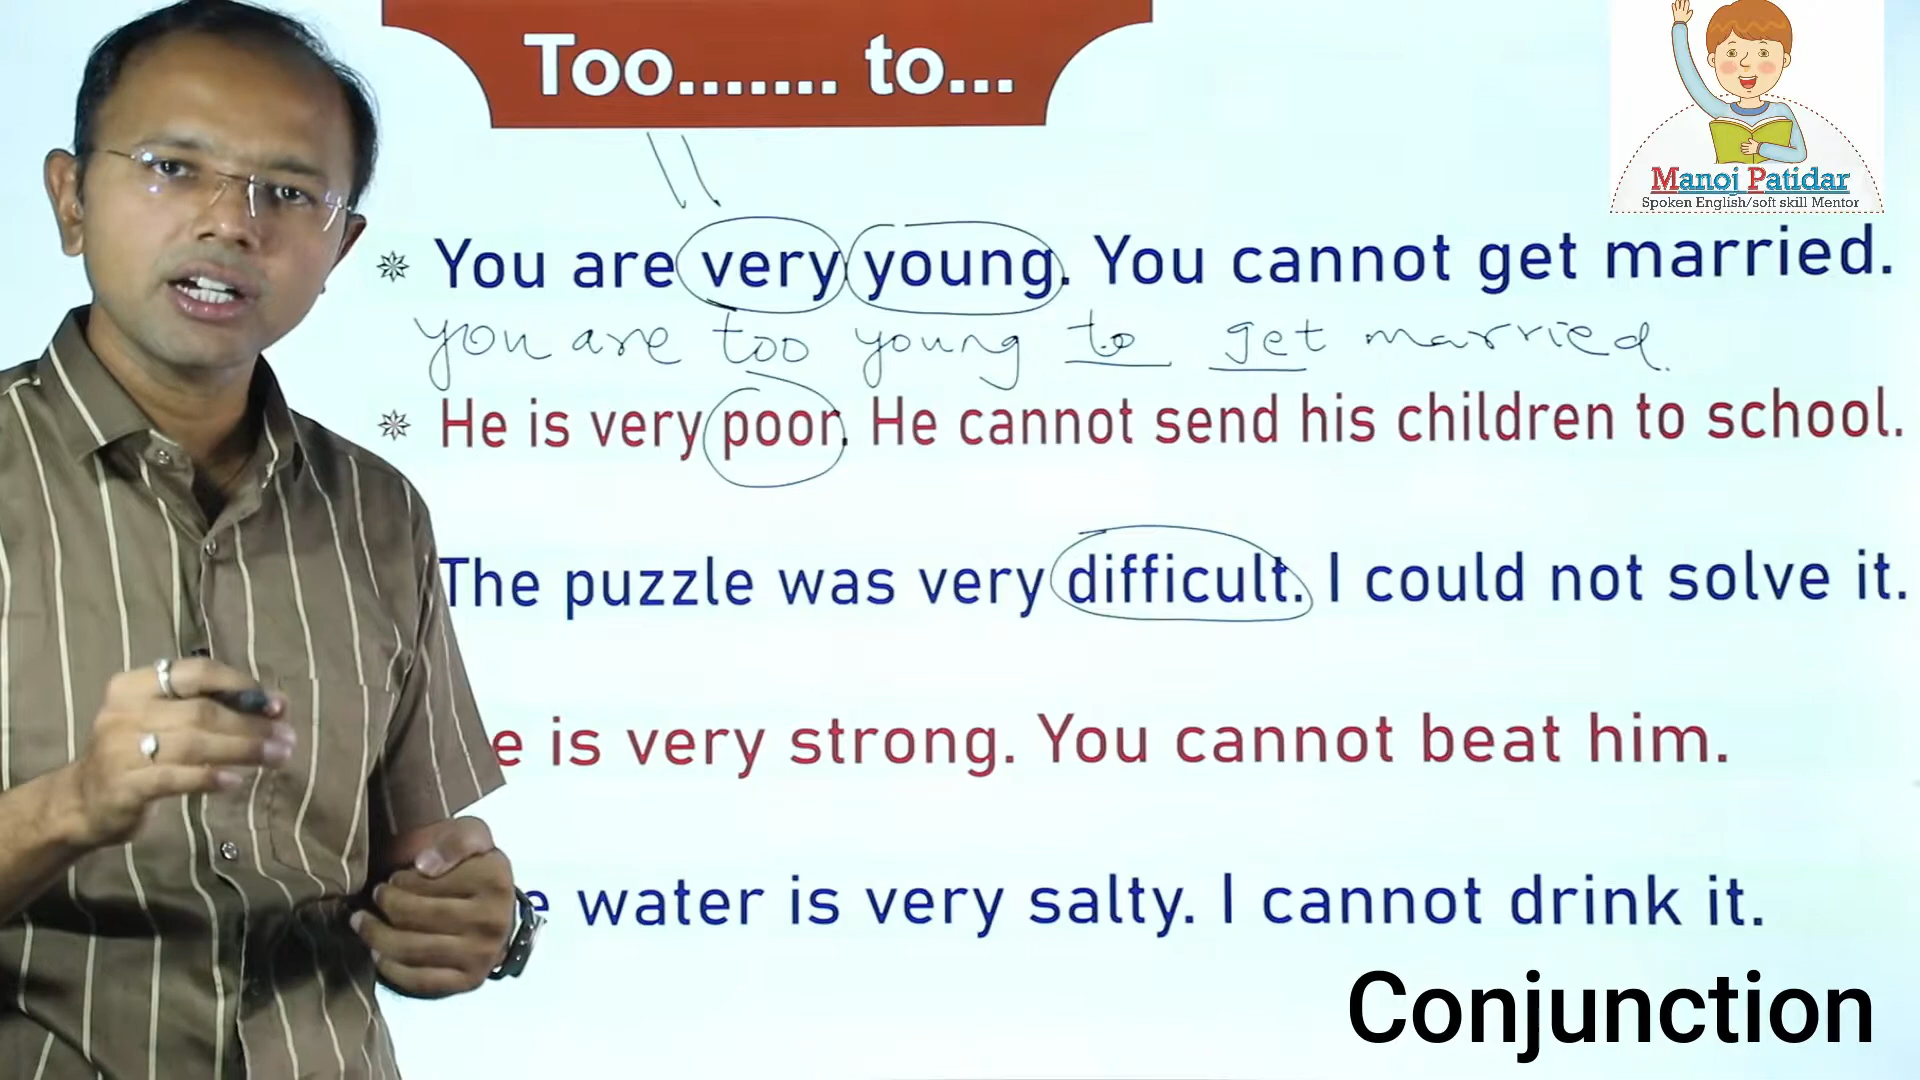 Too....... to...
Manoj Patidar
Spoken English/soft skill Mentor
You are very young. You cannot get married.
you are too young to get married.
He is very poor. He cannot send his children to school.
The puzzle was very difficult. I could not solve it.
e is very strong. You cannot beat him.
e water is very salty. I cannot drink it.
Conjunction